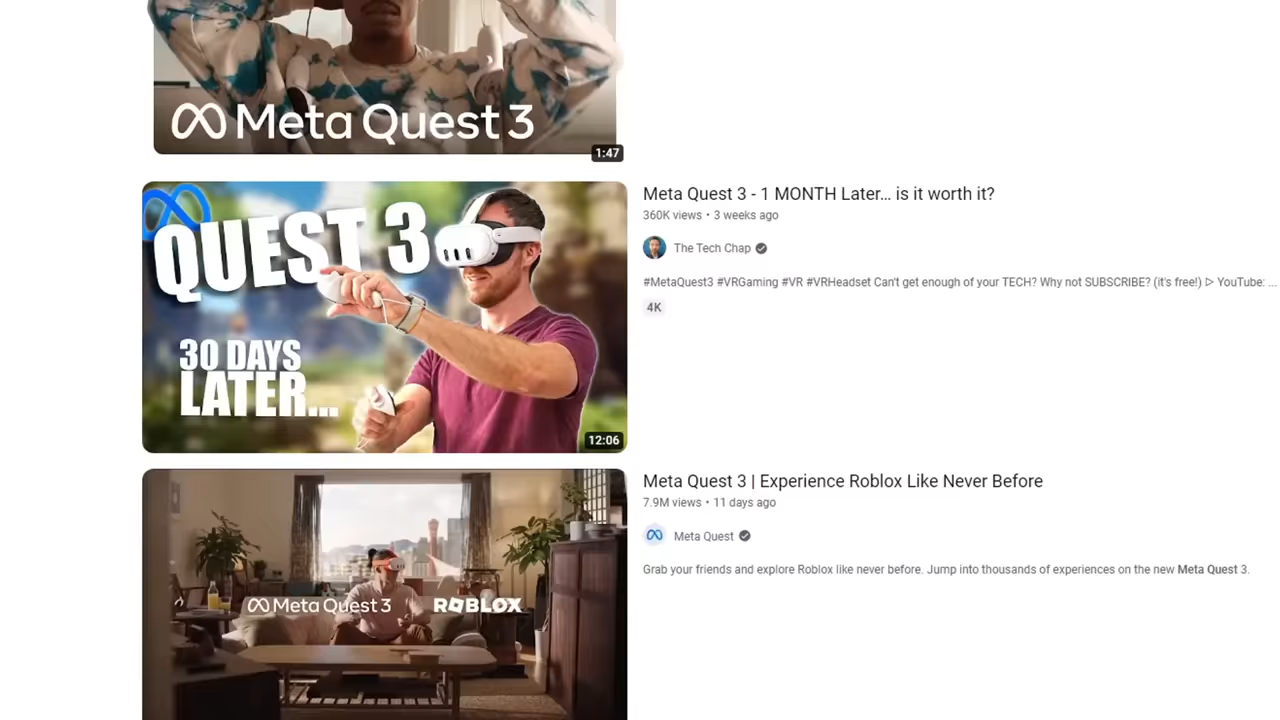 Meta Quest 3
1:47
QUEST 3
30 DAYS
LATER...
12:06
Meta Quest 3 - 1 MONTH Later... is it worth it?
360K views • 3 weeks ago
The Tech Chap
#MetaQuest3 #VRGaming #VR #VRHeadset Can't get enough of your TECH? Why not SUBSCRIBE? (it's free!) ▷ YouTube: ...
4K
Meta Quest 3
ROBLOX
Meta Quest 3 | Experience Roblox Like Never Before
7.9M views • 11 days ago
Meta Quest
Grab your friends and explore Roblox like never before. Jump into thousands of experiences on the new Meta Quest 3.